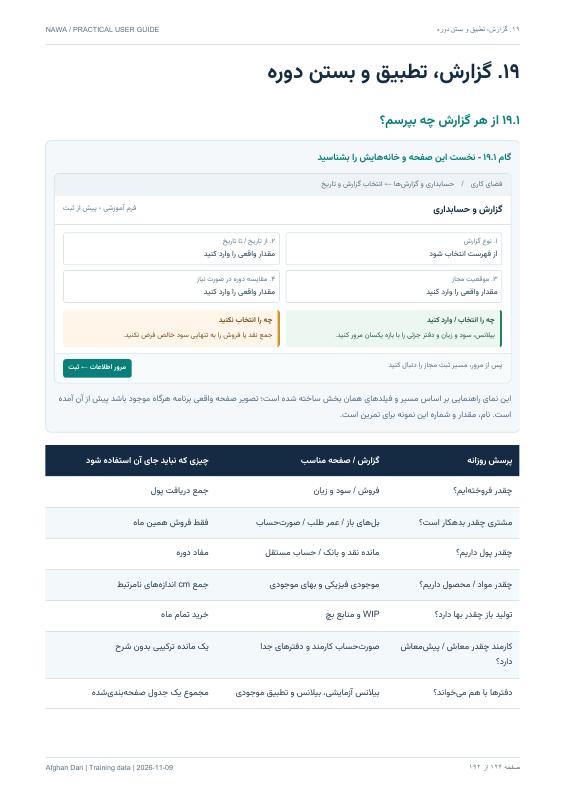 NAWA / PRACTICAL USER GUIDE
۱۹. گزارش، تطبیق و بستن دوره
۱۹. گزارش، تطبیق و بستن دوره
۱۹.۱ از هر گزارش چه بپرسم؟
گام ۱۹.۱ - نخست این صفحه و خانه‌هایش را بشناسید
فضای کاری / حسابداری و گزارش‌ها ← انتخاب گزارش و تاریخ
گزارش و حسابداری
فرم آموزشی - پیش از ثبت
۱. نوع گزارش
از فهرست انتخاب شود
۲. از تاریخ / تا تاریخ
مقدار واقعی را وارد کنید
۳. موقعیت مجاز
مقدار واقعی را وارد کنید
۴. مقایسه دوره در صورت نیاز
مقدار واقعی را وارد کنید
چه را انتخاب / وارد کنید
بیلانس، سود و زیان و دفتر جزئی را با بازه یکسان مرور کنید.
چه را انتخاب نکنید
جمع نقد یا فروش را به تنهایی سود خالص فرض نکنید.
پس از مرور، مسیر ثبت مجاز را دنبال کنید
مرور اطلاعات ← ثبت
این نمای راهنمایی بر اساس مسیر و فیلدهای همان بخش ساخته شده است؛ تصویر صفحه واقعی برنامه هرگاه موجود باشد پیش از آن آمده
است. نام، مقدار و شماره این نمونه برای تمرین است.
پرسش روزانه گزارش / صفحه مناسب چیزی که نباید جای آن استفاده شود
چقدر فروخته‌ایم؟ فروش / سود و زیان جمع دریافت پول
مشتری چقدر بدهکار است؟ بل‌های باز / عمر طلب / صورت‌حساب فقط فروش همین ماه
چقدر پول داریم؟ مانده نقد و بانک / حساب مستقل مفاد دوره
چقدر مواد / محصول داریم؟ موجودی فیزیکی و بهای موجودی جمع cm اندازه‌های نامرتبط
تولید باز چقدر بها دارد؟ WIP و منابع بچ خرید تمام ماه
کارمند چقدر معاش / پیش‌معاش
دارد؟ صورت‌حساب کارمند و دفترهای جدا یک مانده ترکیبی بدون شرح
دفترها با هم می‌خواند؟ بیلانس آزمایشی، بیلانس و تطبیق موجودی مجموع یک جدول صفحه‌بندی‌شده
Afghan Dari | Training data | 2026-11-09
صفحه ۱۲۴ از ۱۹۲